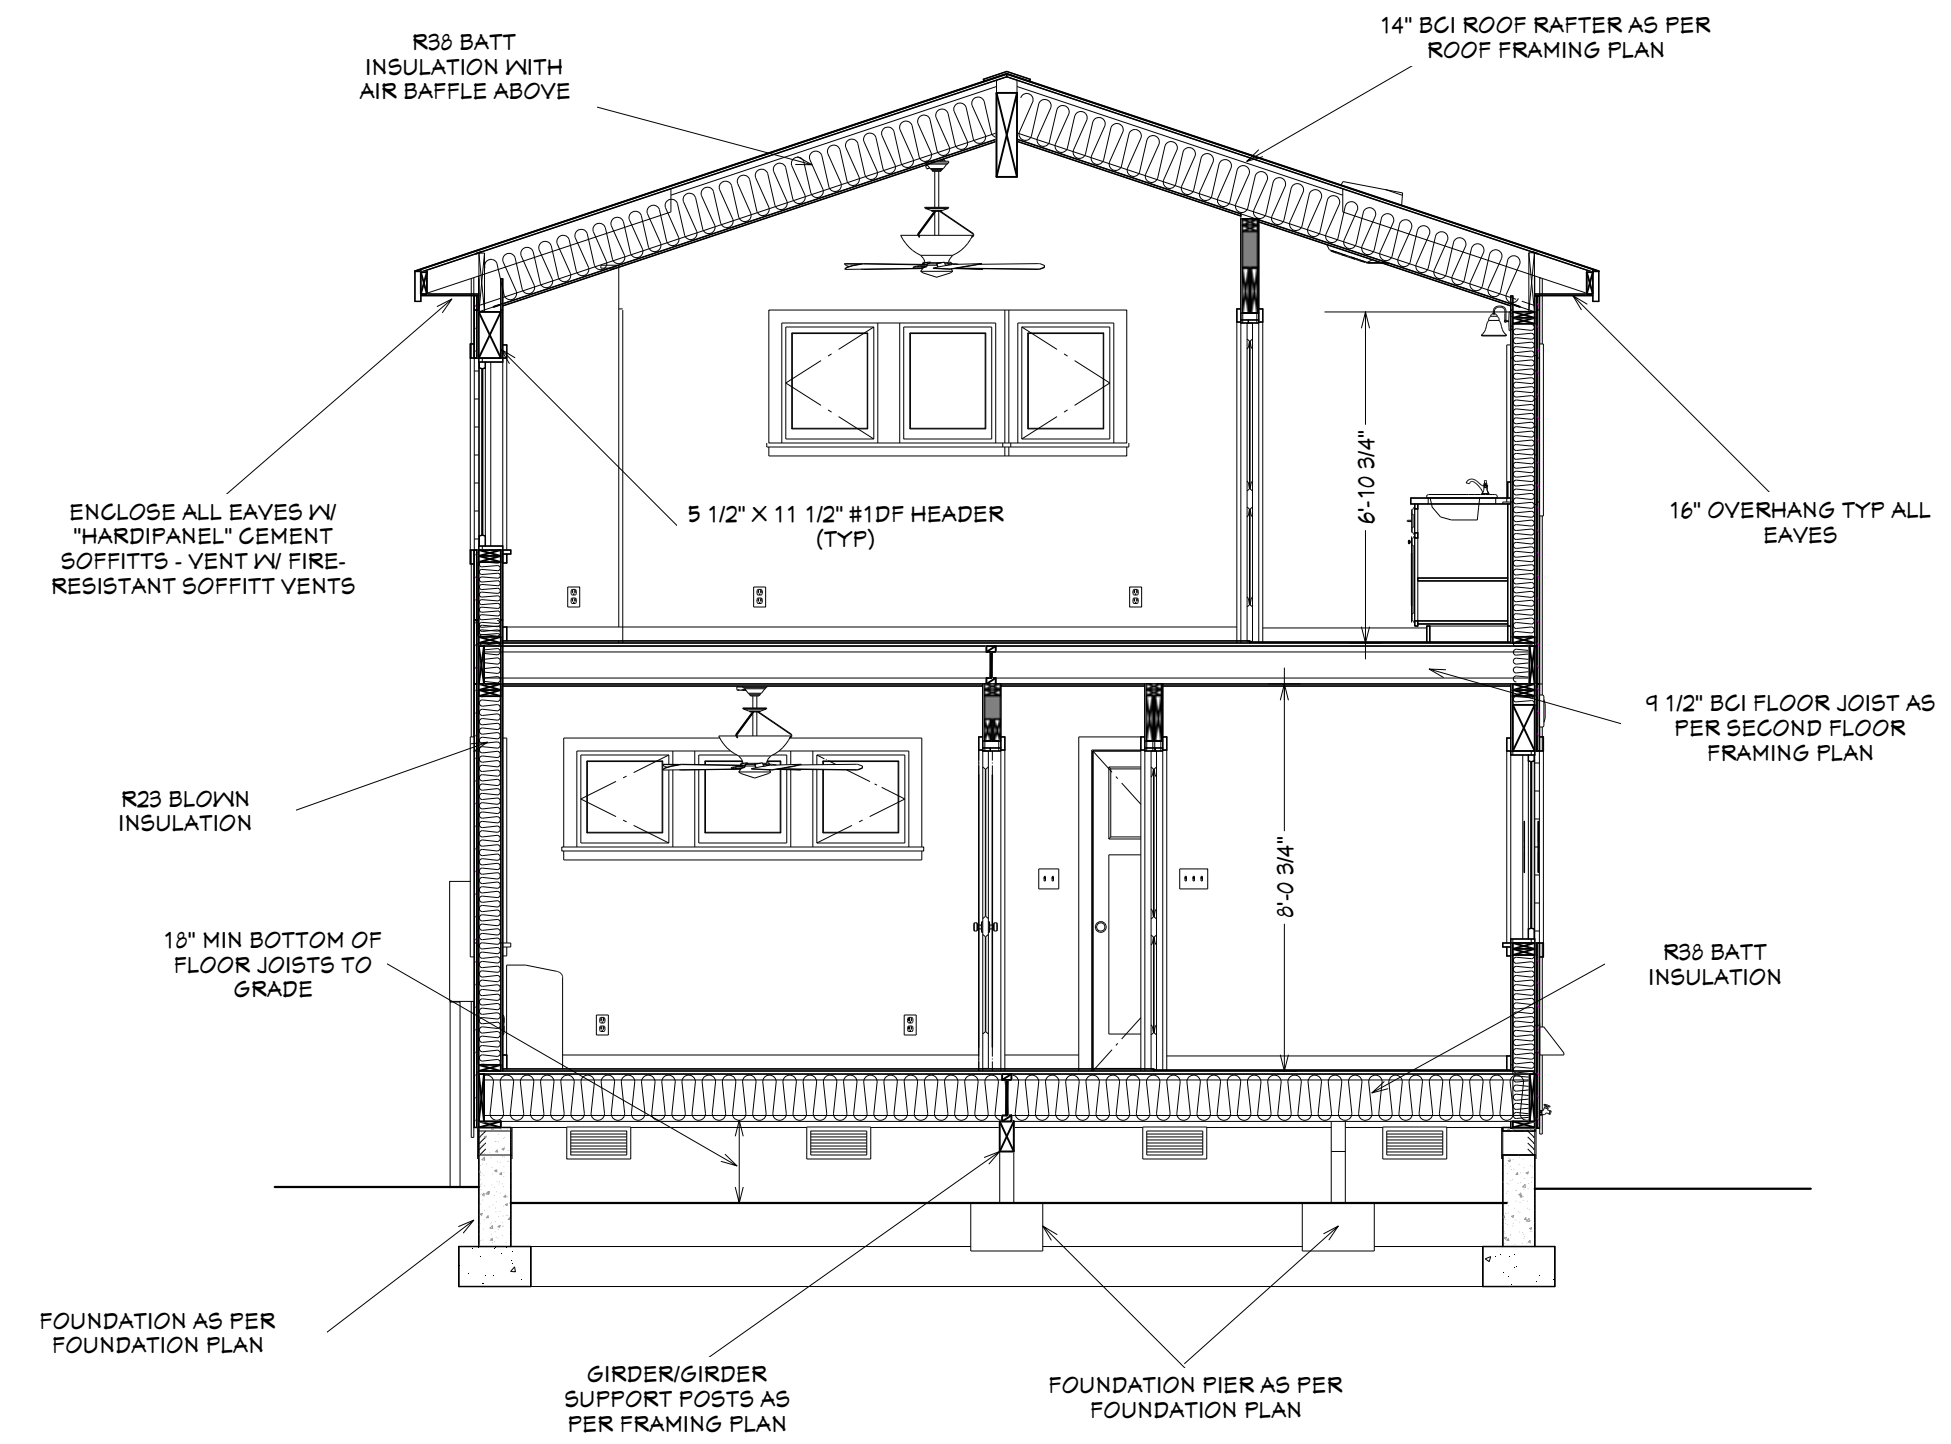 R38 BATT
INSULATION WITH
AIR BAFFLE ABOVE
14" BCI ROOF RAFTER AS PER
ROOF FRAMING PLAN
ENCLOSE ALL EAVES W/
"HARDIPANEL" CEMENT
SOFFITTS - VENT W/ FIRE-
RESISTANT SOFFITT VENTS
5 1/2" X 11 1/2" #1DF HEADER
(TYP)
6'-10 3/4"
16" OVERHANG TYP ALL
EAVES
9 1/2" BCI FLOOR JOIST AS
PER SECOND FLOOR
FRAMING PLAN
R23 BLOWN
INSULATION
8'-0 3/4"
18" MIN BOTTOM OF
FLOOR JOISTS TO
GRADE
R38 BATT
INSULATION
FOUNDATION AS PER
FOUNDATION PLAN
GIRDER/GIRDER
SUPPORT POSTS AS
PER FRAMING PLAN
FOUNDATION PIER AS PER
FOUNDATION PLAN